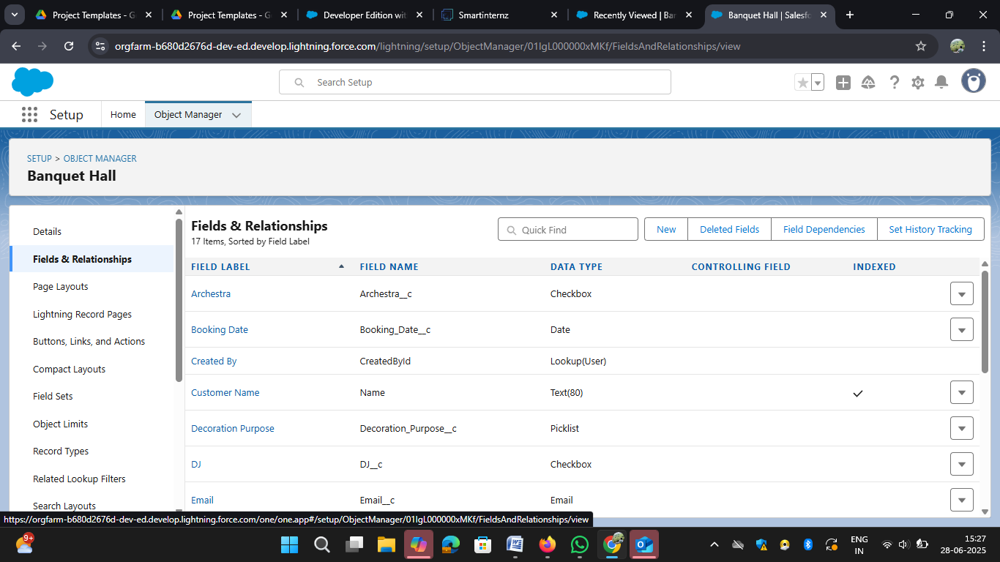 Project Templates - G
Project Templates - G
Developer Edition wit
Smartinternz
Recently Viewed | Ban
Banquet Hall | Salesfo
orgfarm-b680d2676d-dev-ed.develop.lightning.force.com/lightning/setup/ObjectManager/01IgL000000xMKf/FieldsAndRelationships/view
Search Setup
Setup
Home
Object Manager
SETUP > OBJECT MANAGER
Banquet Hall
Details
Fields & Relationships
Page Layouts
Lightning Record Pages
Buttons, Links, and Actions
Compact Layouts
Field Sets
Object Limits
Record Types
Related Lookup Filters
Search Layouts
Fields & Relationships
17 Items, Sorted by Field Label
Quick Find
New
Deleted Fields
Field Dependencies
Set History Tracking
FIELD LABEL FIELD NAME DATA TYPE CONTROLLING FIELD INDEXED
Archestra Archestra__c Checkbox
Booking Date Booking_Date__c Date
Created By CreatedById Lookup(User)
Customer Name Name Text(80)
Decoration Purpose Decoration_Purpose__c Picklist
DJ DJ__c Checkbox
Email Email__c Email
https://orgfarm-b680d2676d-dev-ed.develop.lightning.force.com/one/one.app#/setup/ObjectManager/01IgL000000xMKf/FieldsAndRelationships/view
9+
ENG
IN
15:27
28-06-2025